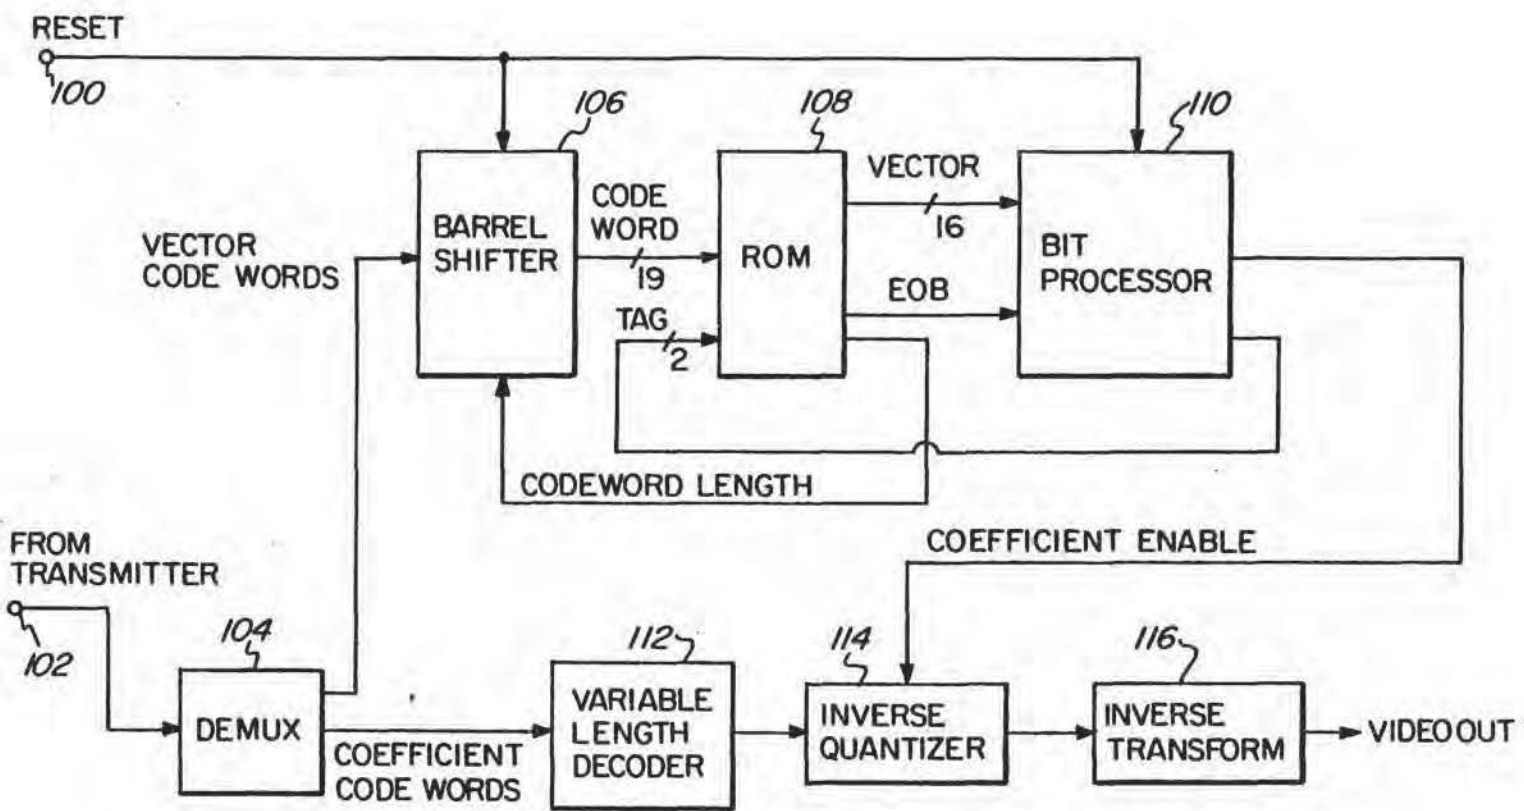 RESET
100
106
108
110
BARREL
SHIFTER
CODE
WORD
19
TAG
2
ROM
VECTOR
16
EOB
BIT
PROCESSOR
VECTOR
CODE WORDS
CODEWORD LENGTH
COEFFICIENT ENABLE
FROM
TRANSMITTER
102
104
DEMUX
COEFFICIENT
CODE WORDS
112
VARIABLE
LENGTH
DECODER
114
INVERSE
QUANTIZER
116
INVERSE
TRANSFORM
VIDEO OUT